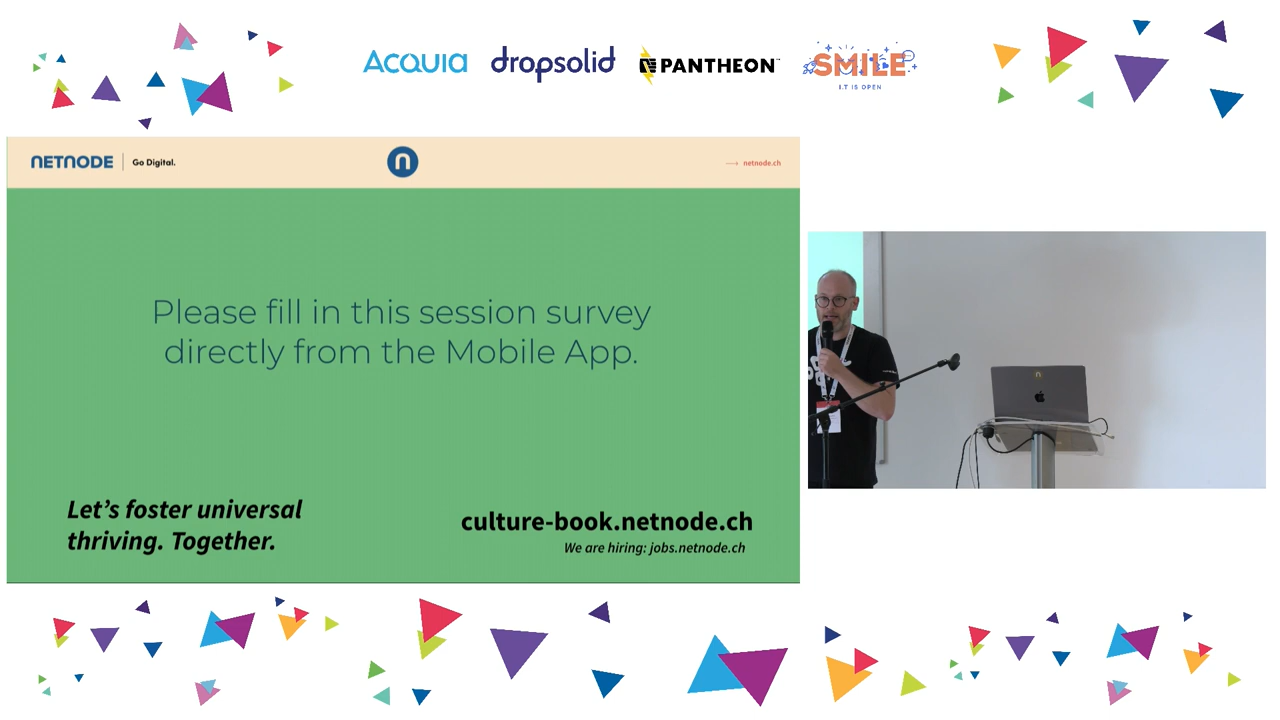 ACQUIA
dropsolid
PANTHEON
SMILE
I.T IS OPEN
NETNODE
Go Digital.
n
netnode.ch
Please fill in this session survey
directly from the Mobile App.
Let's foster universal
thriving. Together.
culture-book.netnode.ch
We are hiring: jobs.netnode.ch